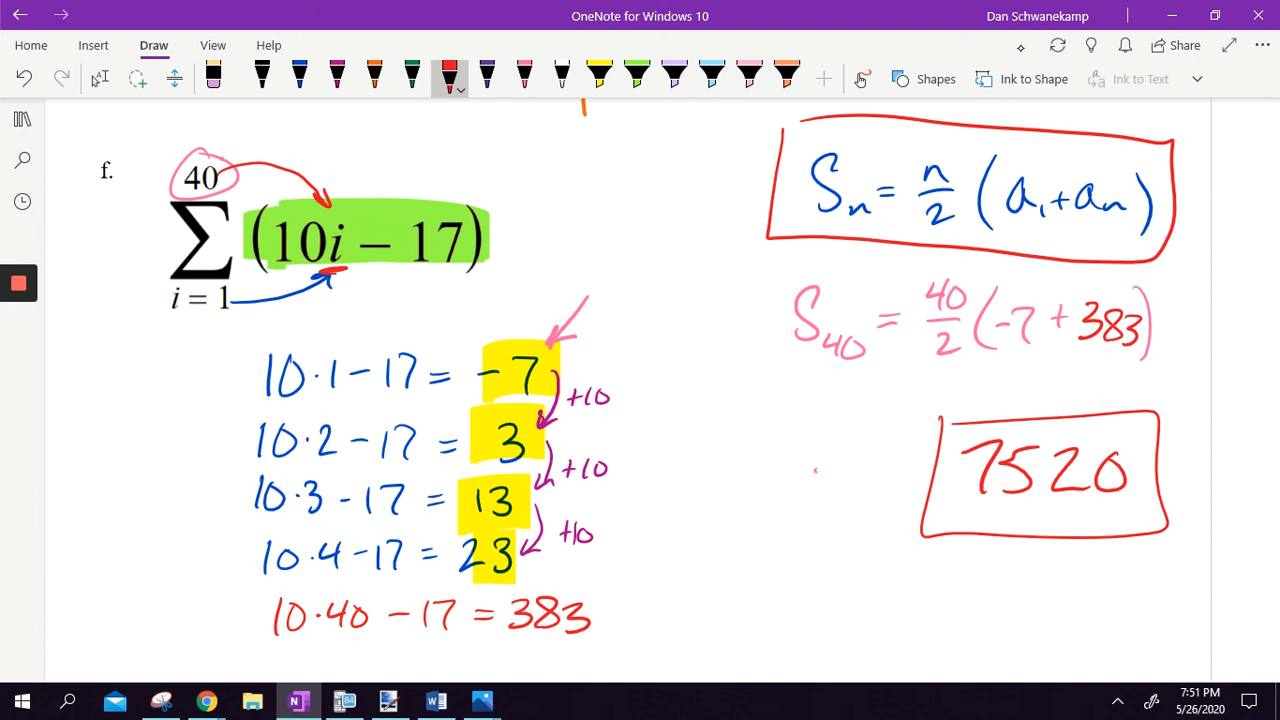 OneNote for Windows 10
Dan Schwanekamp
Home Insert Draw View Help
Share
Shapes
Ink to Shape
Ink to Text
f.
40
∑ (10i − 17)
i = 1
Sn = n/2 (a1 + an)
S40 = 40/2 (-7 + 383)
7520
10·1 − 17 = −7
+10
10·2 − 17 = 3
+10
10·3 − 17 = 13
+10
10·4 − 17 = 23
10·40 − 17 = 383
7:51 PM
5/26/2020